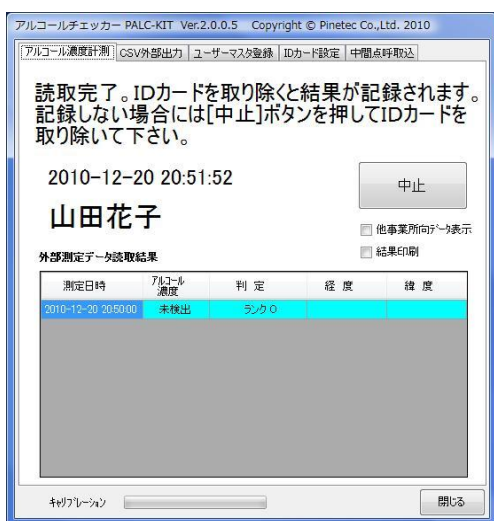 アルコールチェッカー PALC-KIT Ver.2.0.0.5 Copyright © Pinetec Co.,Ltd. 2010
アルコール濃度計測 CSV外部出力 ユーザーマスタ登録 IDカード設定 中間点呼取込
読取完了。IDカードを取り除くと結果が記録されます。
記録しない場合には[中止]ボタンを押してIDカードを
取り除いて下さい。
2010-12-20 20:51:52
中止
山田花子
他事業所向データ表示
結果印刷
外部測定データ読取結果
測定日時 アルコール濃度 判 定 経 度 緯 度
2010-12-20 20:50:00 未検出 ランク0
キャリブレーション
閉じる